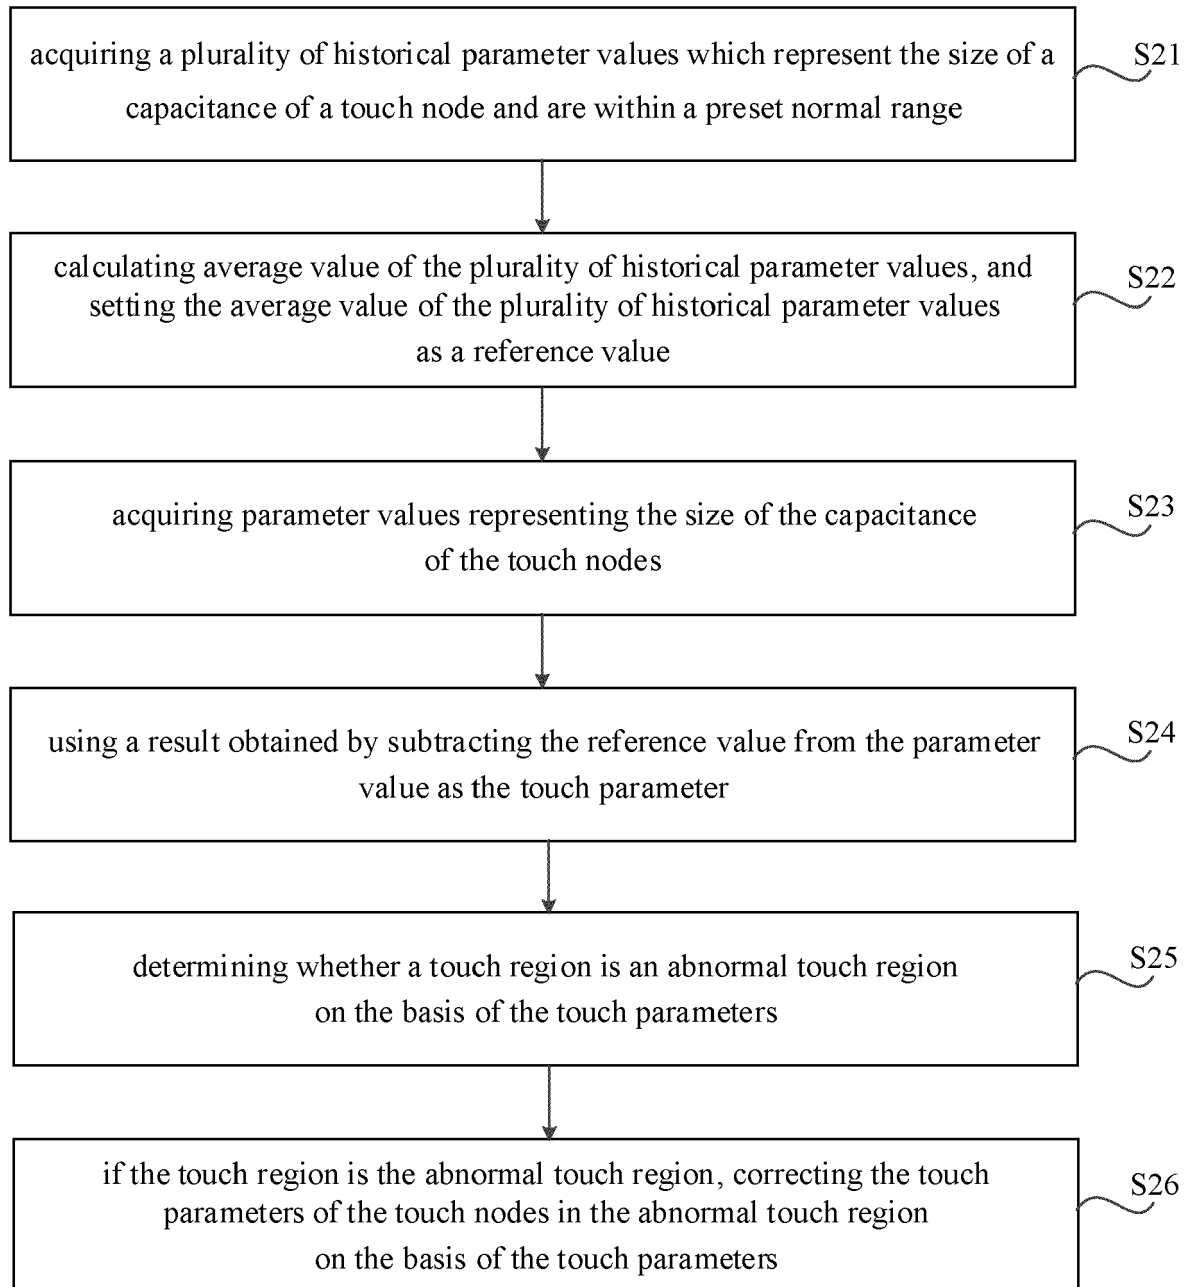 acquiring a plurality of historical parameter values which represent the size of a
capacitance of a touch node and are within a preset normal range
S21
calculating average value of the plurality of historical parameter values, and
setting the average value of the plurality of historical parameter values
as a reference value
S22
acquiring parameter values representing the size of the capacitance
of the touch nodes
S23
using a result obtained by subtracting the reference value from the parameter
value as the touch parameter
S24
determining whether a touch region is an abnormal touch region
on the basis of the touch parameters
S25
if the touch region is the abnormal touch region, correcting the touch
parameters of the touch nodes in the abnormal touch region
on the basis of the touch parameters
S26